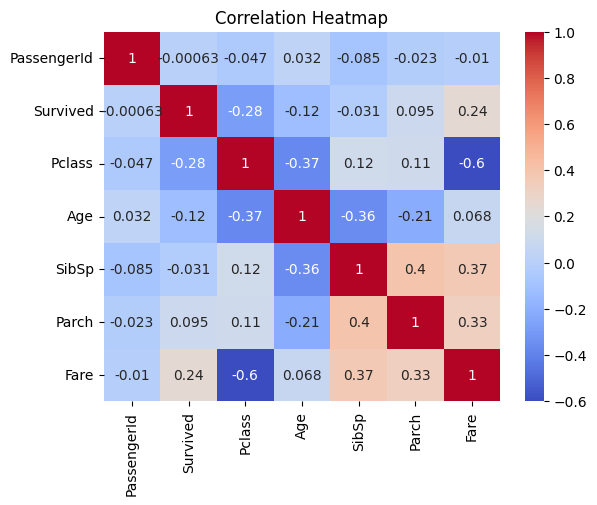 Correlation Heatmap
PassengerId 1 -0.00063 -0.047 0.032 -0.085 -0.023 -0.01
Survived -0.00063 1 -0.28 -0.12 -0.031 0.095 0.24
Pclass -0.047 -0.28 1 -0.37 0.12 0.11 -0.6
Age 0.032 -0.12 -0.37 1 -0.36 -0.21 0.068
SibSp -0.085 -0.031 0.12 -0.36 1 0.4 0.37
Parch -0.023 0.095 0.11 -0.21 0.4 1 0.33
Fare -0.01 0.24 -0.6 0.068 0.37 0.33 1
PassengerId
Survived
Pclass
Age
SibSp
Parch
Fare
1.0
0.8
0.6
0.4
0.2
0.0
−0.2
−0.4
−0.6